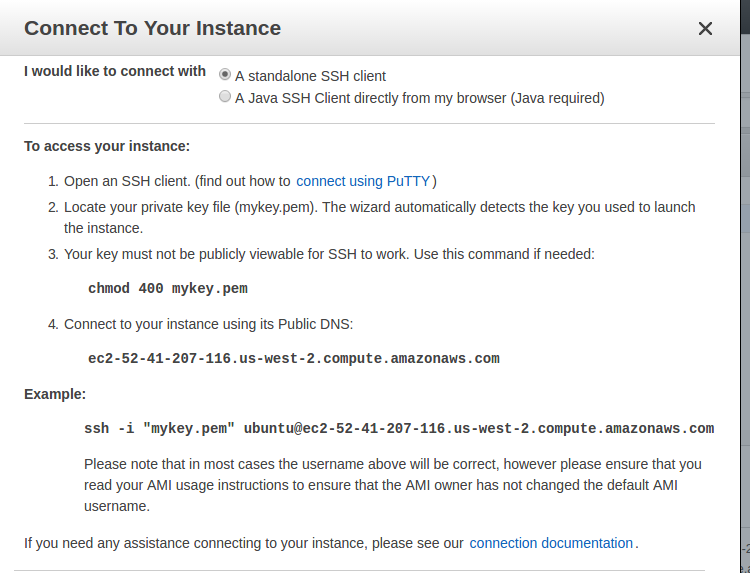 Connect To Your Instance
I would like to connect with
A standalone SSH client
A Java SSH Client directly from my browser (Java required)
To access your instance:
1. Open an SSH client. (find out how to connect using PuTTY)
2. Locate your private key file (mykey.pem). The wizard automatically detects the key you used to launch
the instance.
3. Your key must not be publicly viewable for SSH to work. Use this command if needed:
chmod 400 mykey.pem
4. Connect to your instance using its Public DNS:
ec2-52-41-207-116.us-west-2.compute.amazonaws.com
Example:
ssh -i "mykey.pem" ubuntu@ec2-52-41-207-116.us-west-2.compute.amazonaws.com
Please note that in most cases the username above will be correct, however please ensure that you
read your AMI usage instructions to ensure that the AMI owner has not changed the default AMI
username.
If you need any assistance connecting to your instance, please see our connection documentation.